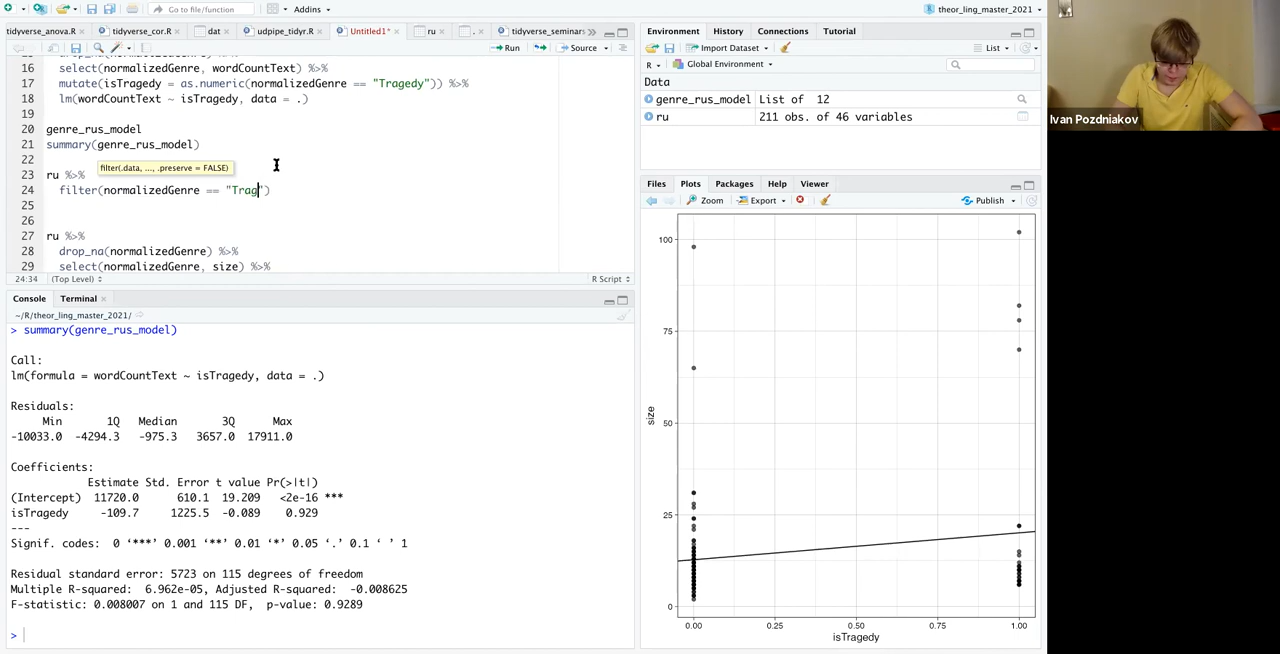 Go to file/function
Addins
theor_ling_master_2021
tidyverse_anova.R
tidyverse_cor.R
dat
udpipe_tidyr.R
Untitled1*
ru
.
tidyverse_seminars
Run
Source
16 select(normalizedGenre, wordCountText) %>%
17 mutate(isTragedy = as.numeric(normalizedGenre == "Tragedy")) %>%
18 lm(wordCountText ~ isTragedy, data = .)
19
20 genre_rus_model
21 summary(genre_rus_model)
22
filter(.data, ..., .preserve = FALSE)
23 ru %>%
24 filter(normalizedGenre == "Trag")
25
26
27 ru %>%
28 drop_na(normalizedGenre) %>%
29 select(normalizedGenre, size) %>%
24:34 (Top Level) R Script
Console Terminal
~/R/theor_ling_master_2021/
> summary(genre_rus_model)
Call:
lm(formula = wordCountText ~ isTragedy, data = .)
Residuals:
Min 1Q Median 3Q Max
-10033.0 -4294.3 -975.3 3657.0 17911.0
Coefficients:
Estimate Std. Error t value Pr(>|t|)
(Intercept) 11720.0 610.1 19.209 <2e-16 ***
isTragedy -109.7 1225.5 -0.089 0.929
---
Signif. codes: 0 ‘***’ 0.001 ‘**’ 0.01 ‘*’ 0.05 ‘.’ 0.1 ‘ ’ 1
Residual standard error: 5723 on 115 degrees of freedom
Multiple R-squared: 6.962e-05, Adjusted R-squared: -0.008625
F-statistic: 0.008007 on 1 and 115 DF, p-value: 0.9289
>
Environment History Connections Tutorial
Import Dataset List
R Global Environment
Data
genre_rus_model List of 12
ru 211 obs. of 46 variables
Files Plots Packages Help Viewer
Zoom Export Publish
100
75
50
25
0
size
0.00 0.25 0.50 0.75 1.00
isTragedy
Ivan Pozdniakov